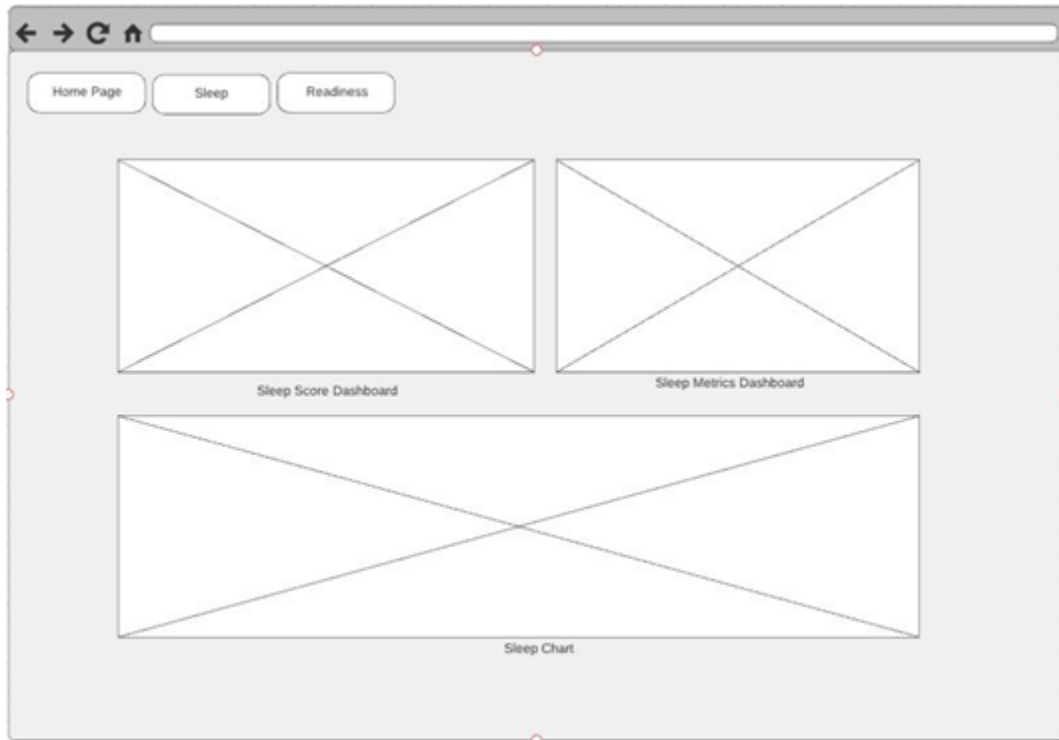 Home Page
Sleep
Readiness
Sleep Score Dashboard
Sleep Metrics Dashboard
Sleep Chart